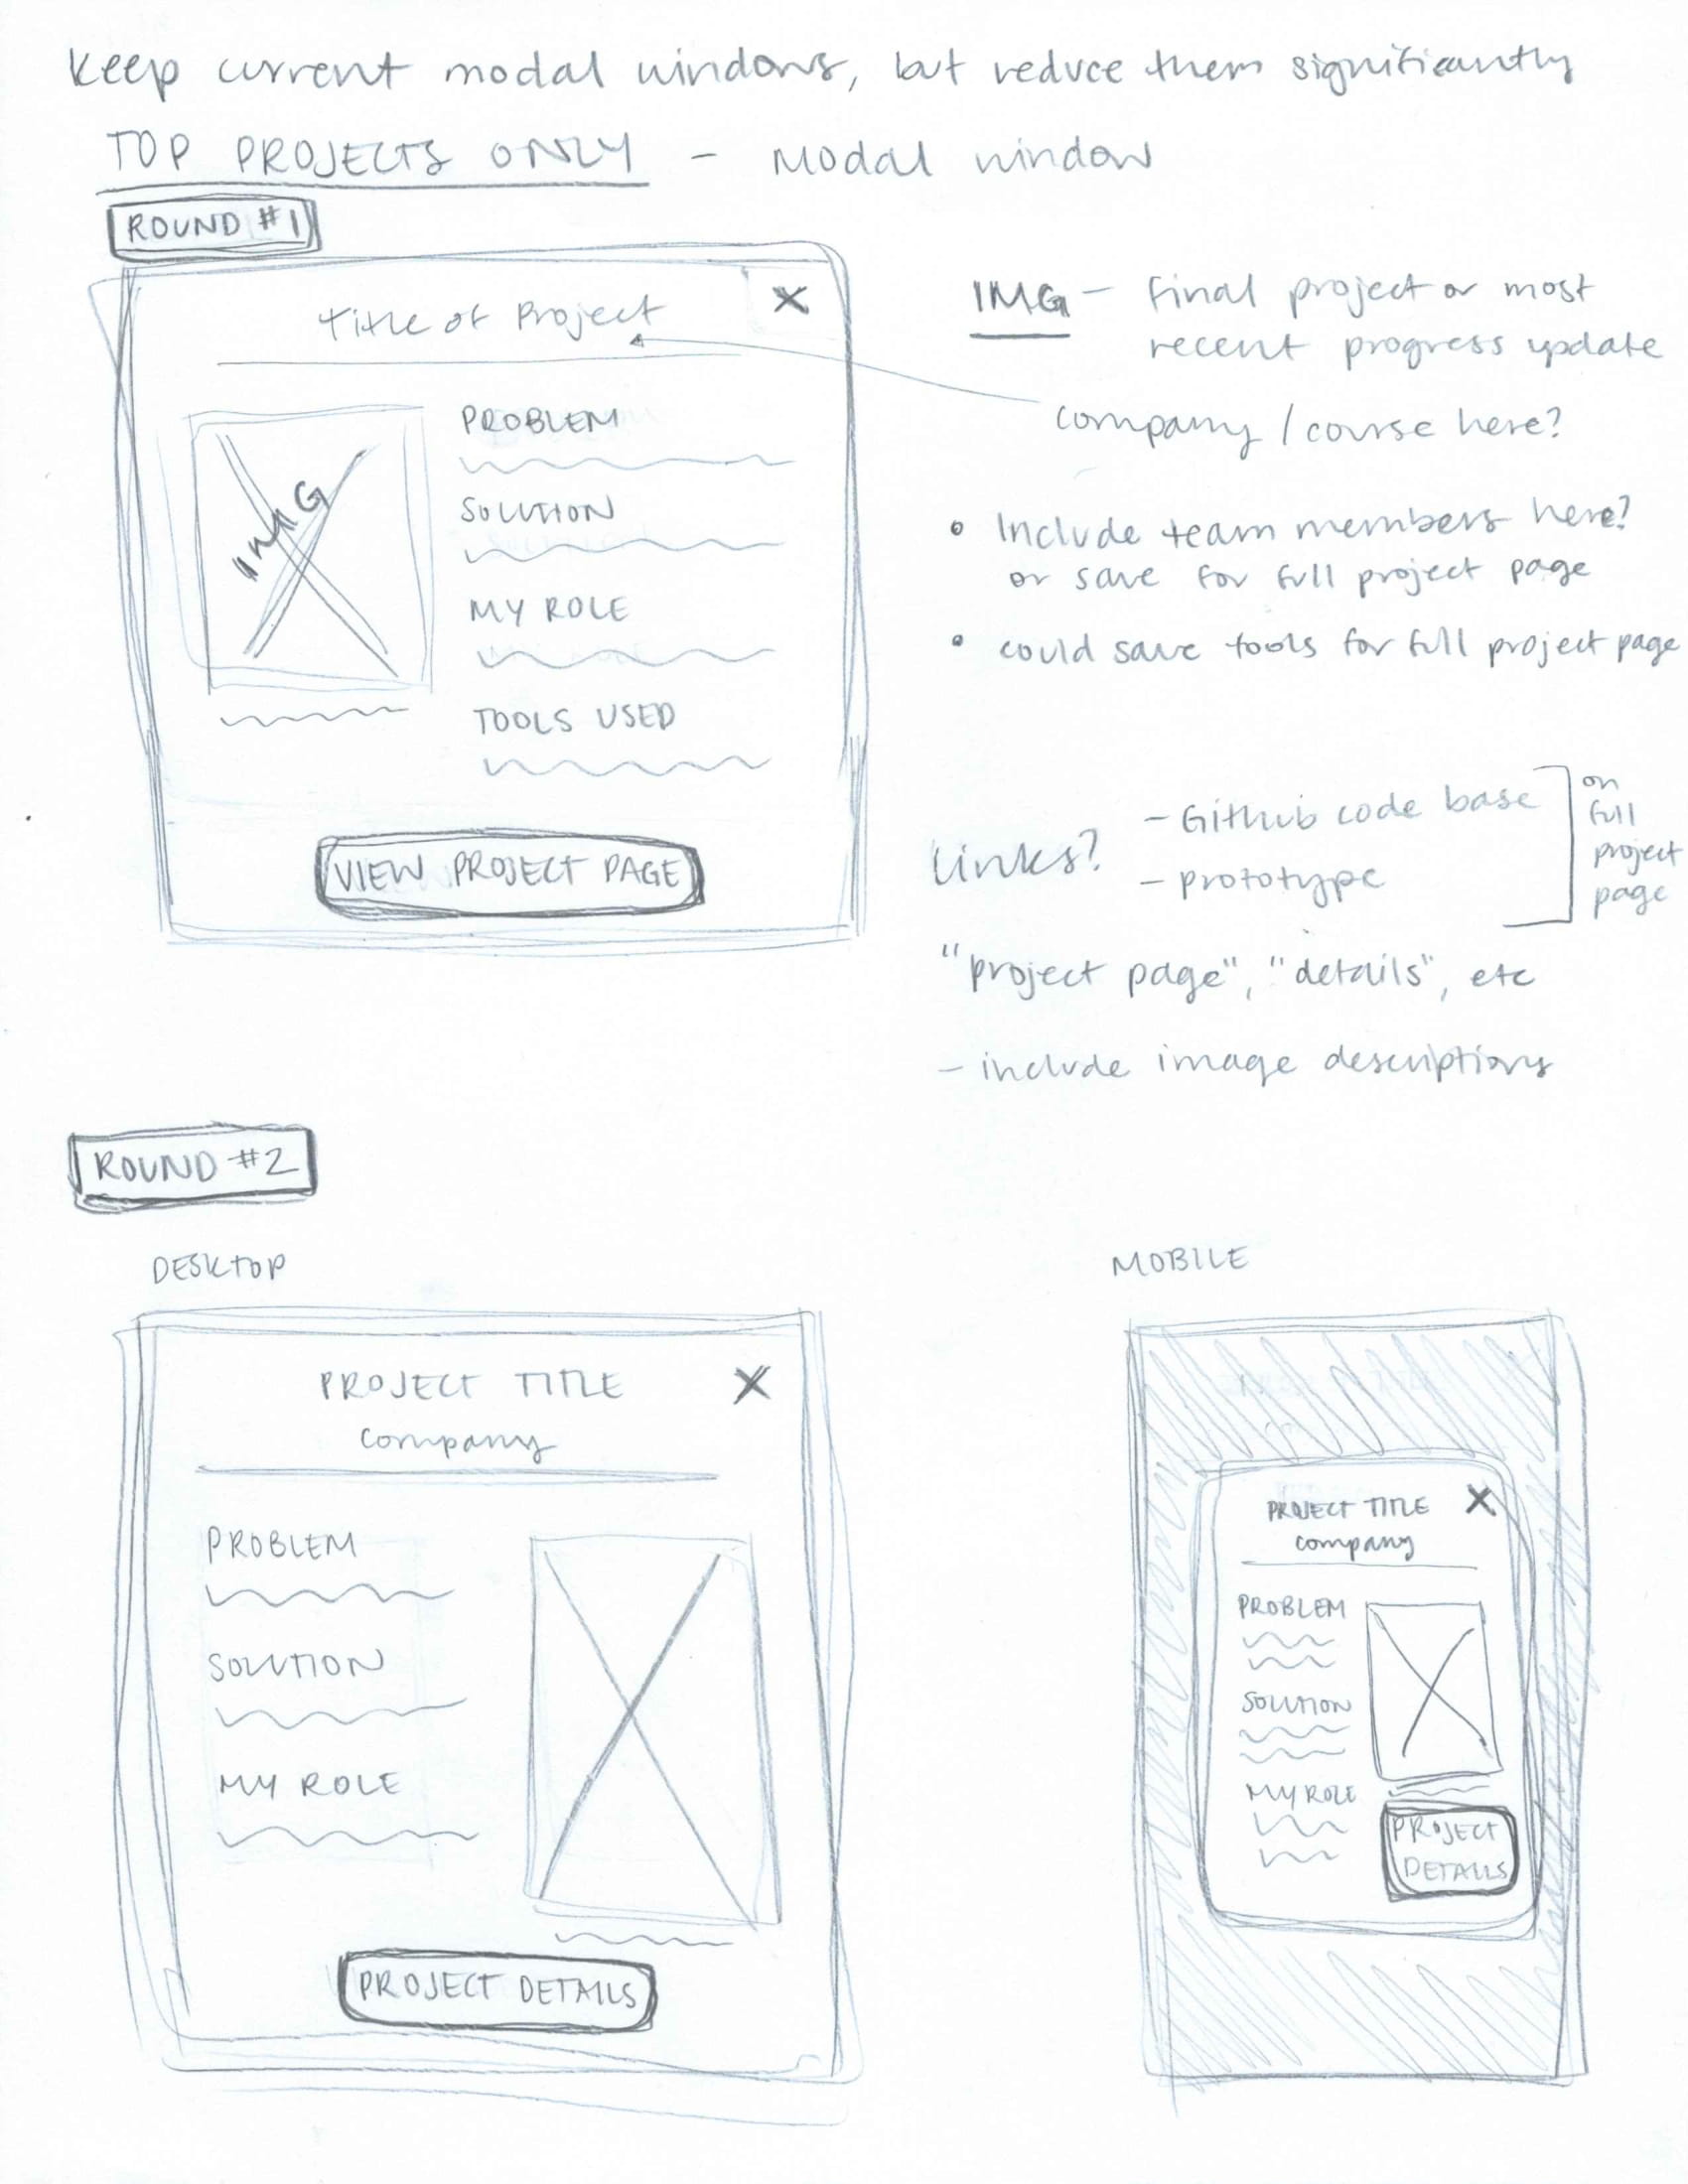 keep current modal windows, but reduce them significantly
TOP PROJECTS ONLY - Modal window
ROUND #1
Title of Project
X
IMG
PROBLEM
SOLUTION
MY ROLE
TOOLS USED
VIEW PROJECT PAGE
IMG - final project or most
recent progress update
company / course here?
• Include team members here?
or save for full project page
• could save tools for full project page
Links?
- Github code base
- prototype
on
full
project
page
"project page", "details", etc
- include image descriptions
ROUND #2
DESKTOP
PROJECT TITLE
X
company
PROBLEM
SOLUTION
MY ROLE
PROJECT DETAILS
MOBILE
PROJECT TITLE
X
company
PROBLEM
SOLUTION
MY ROLE
PROJECT
DETAILS